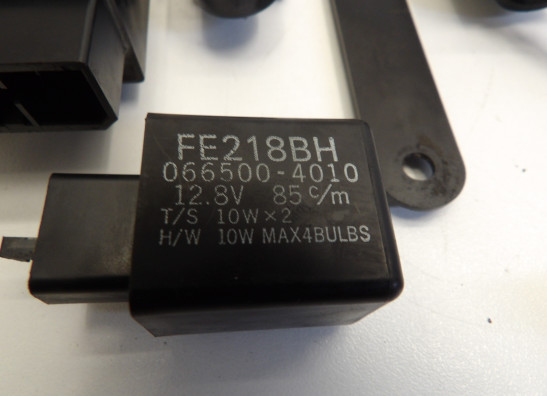 FE218BH
066500-4010
12.8V 85c/m
T/S 10W×2
H/W 10W MAX4BULBS